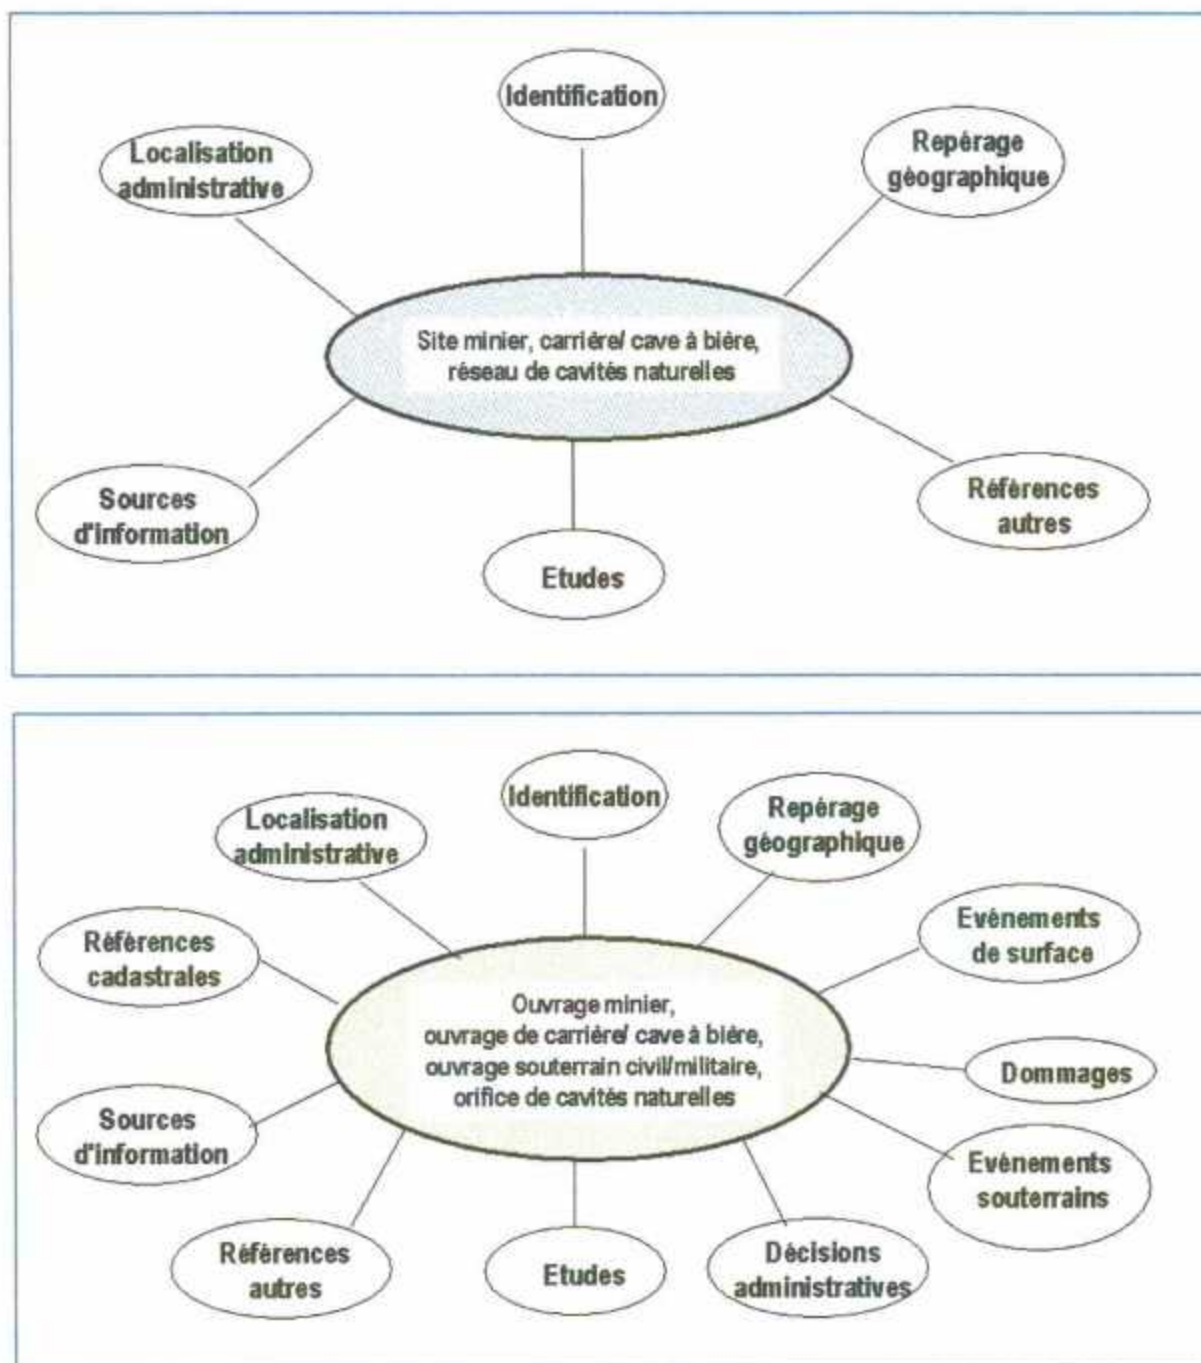 Identification
Localisation
administrative
Repérage
géographique
Site minier, carrière/ cave à bière,
réseau de cavités naturelles
Sources
d'information
Etudes
Références
autres
Identification
Localisation
administrative
Repérage
géographique
Références
cadastrales
Evénements
de surface
Ouvrage minier,
ouvrage de carrière/ cave à bière,
ouvrage souterrain civil/militaire,
orifice de cavités naturelles
Dommages
Sources
d'information
Evènements
souterrains
Références
autres
Etudes
Décisions
administratives